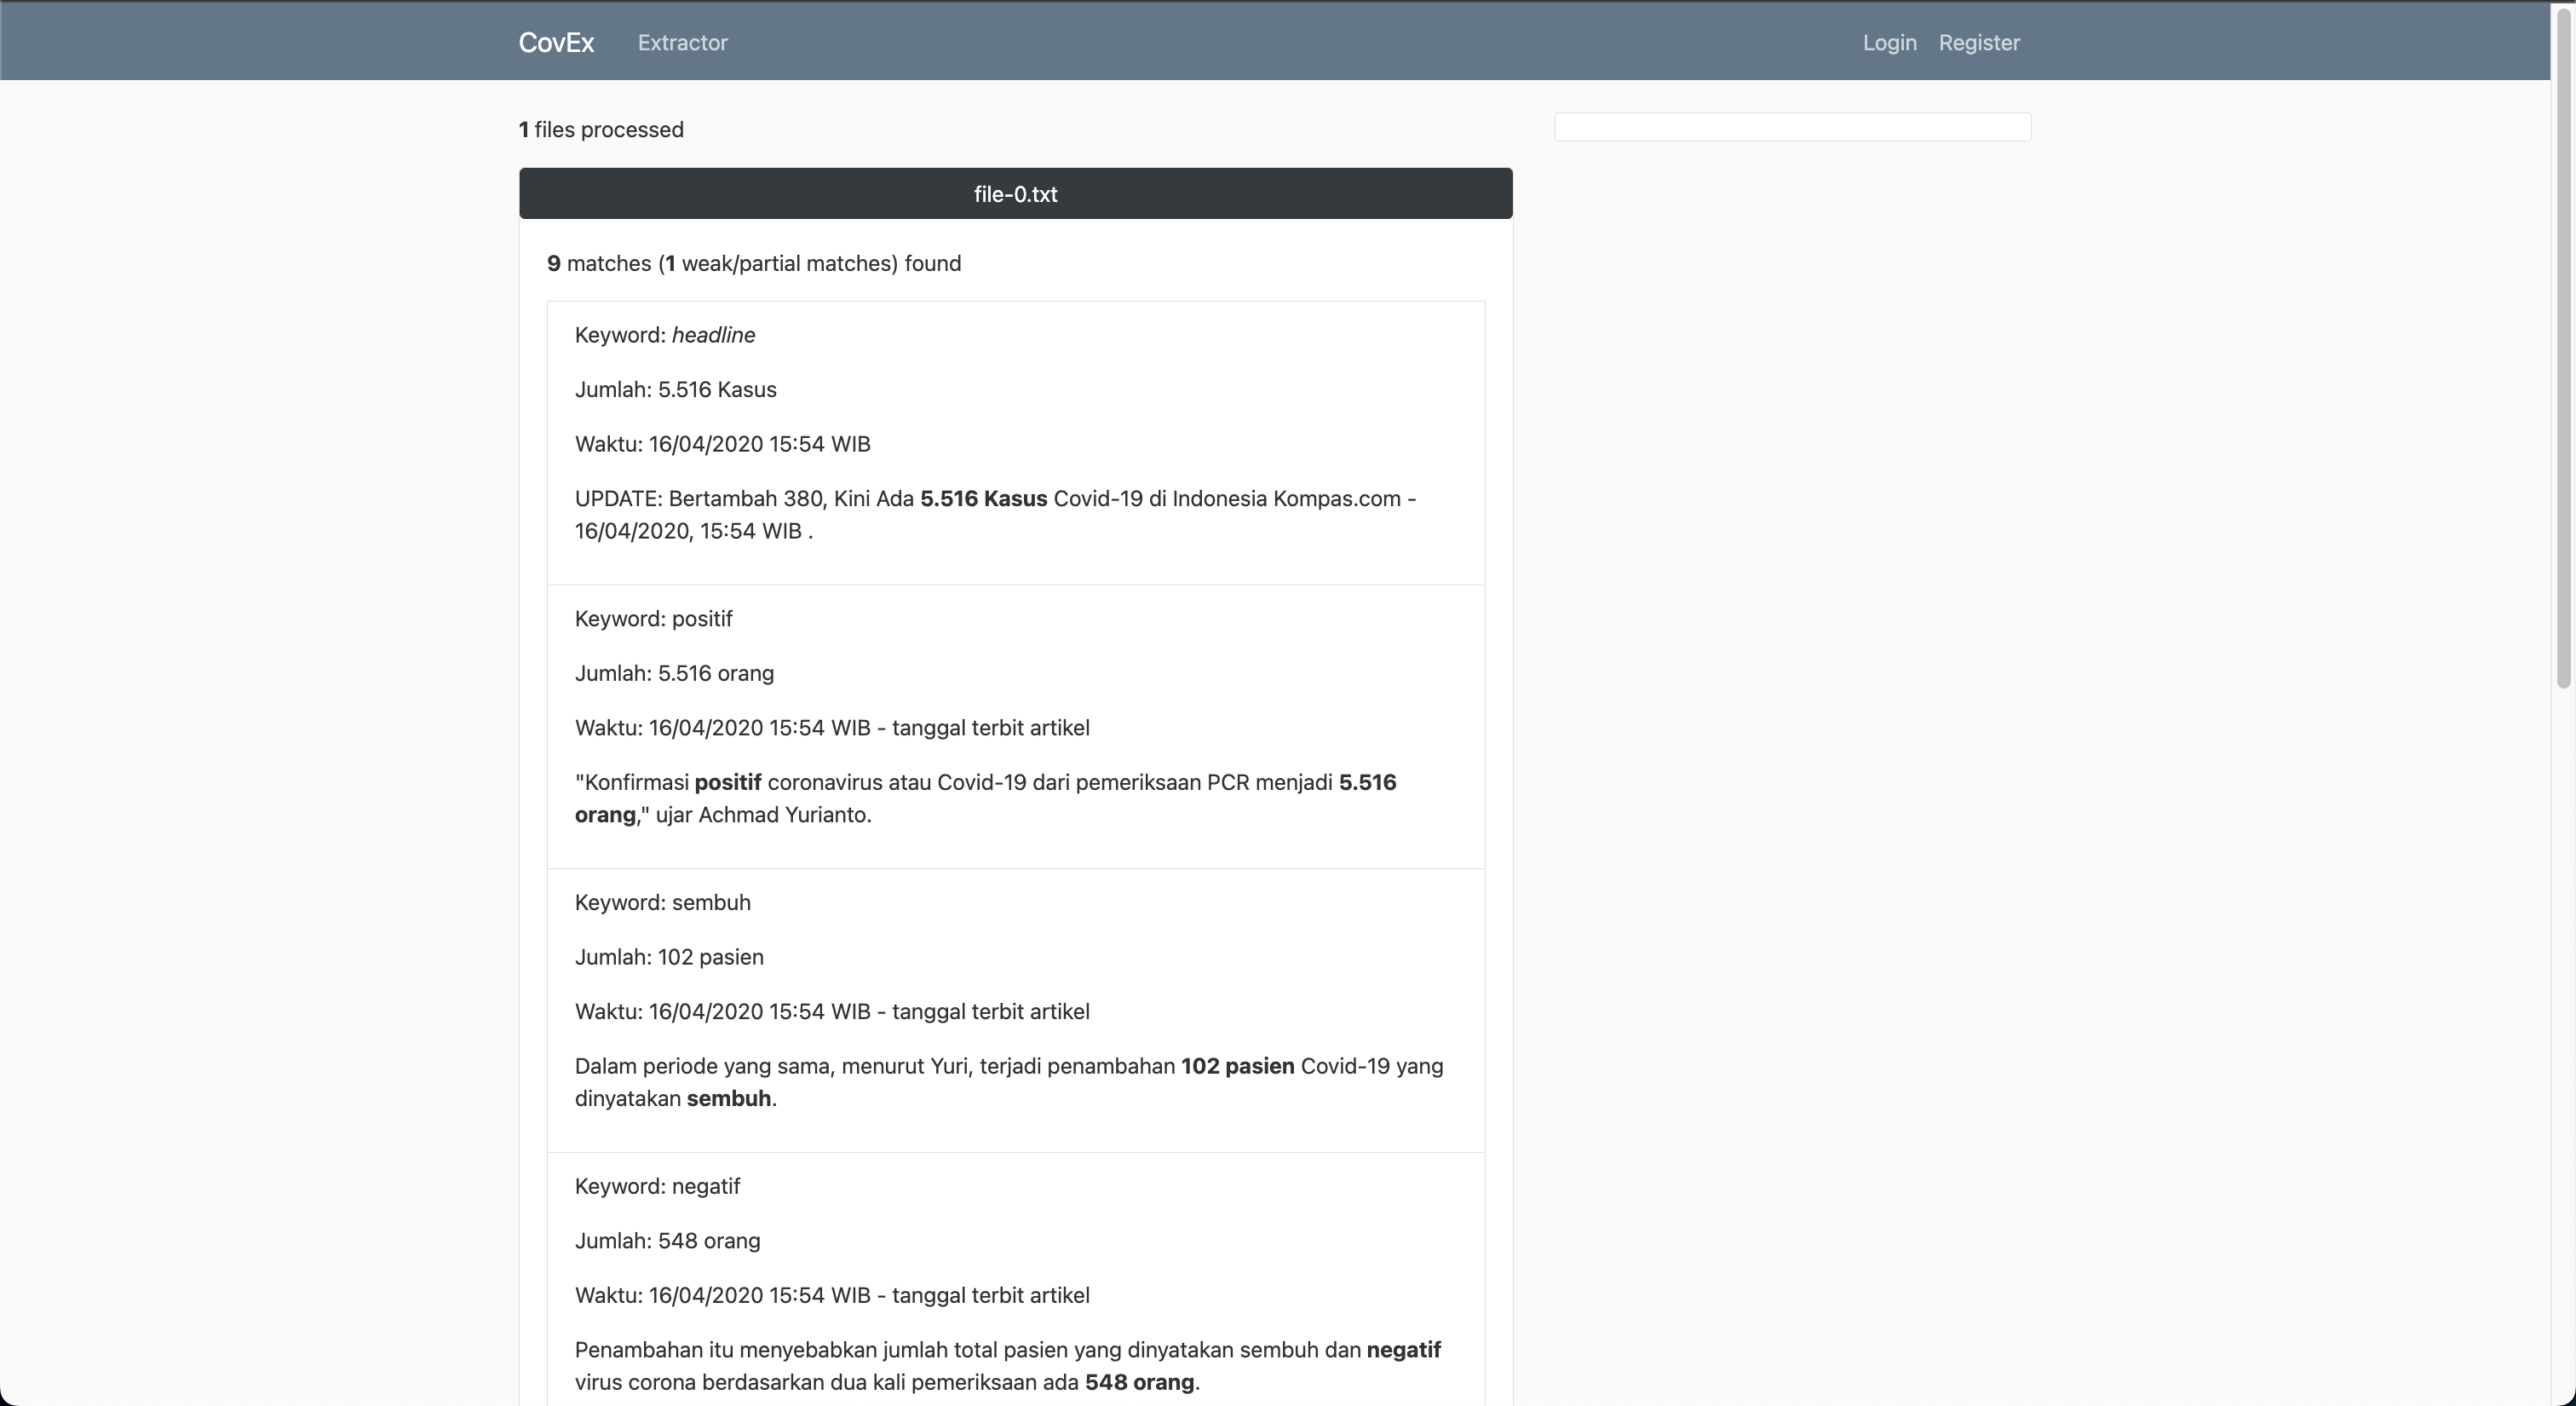 CovEx Extractor Login Register
1 files processed
file-0.txt
9 matches (1 weak/partial matches) found
Keyword: headline
Jumlah: 5.516 Kasus
Waktu: 16/04/2020 15:54 WIB
UPDATE: Bertambah 380, Kini Ada 5.516 Kasus Covid-19 di Indonesia Kompas.com -
16/04/2020, 15:54 WIB .
Keyword: positif
Jumlah: 5.516 orang
Waktu: 16/04/2020 15:54 WIB - tanggal terbit artikel
"Konfirmasi positif coronavirus atau Covid-19 dari pemeriksaan PCR menjadi 5.516
orang," ujar Achmad Yurianto.
Keyword: sembuh
Jumlah: 102 pasien
Waktu: 16/04/2020 15:54 WIB - tanggal terbit artikel
Dalam periode yang sama, menurut Yuri, terjadi penambahan 102 pasien Covid-19 yang
dinyatakan sembuh.
Keyword: negatif
Jumlah: 548 orang
Waktu: 16/04/2020 15:54 WIB - tanggal terbit artikel
Penambahan itu menyebabkan jumlah total pasien yang dinyatakan sembuh dan negatif
virus corona berdasarkan dua kali pemeriksaan ada 548 orang.